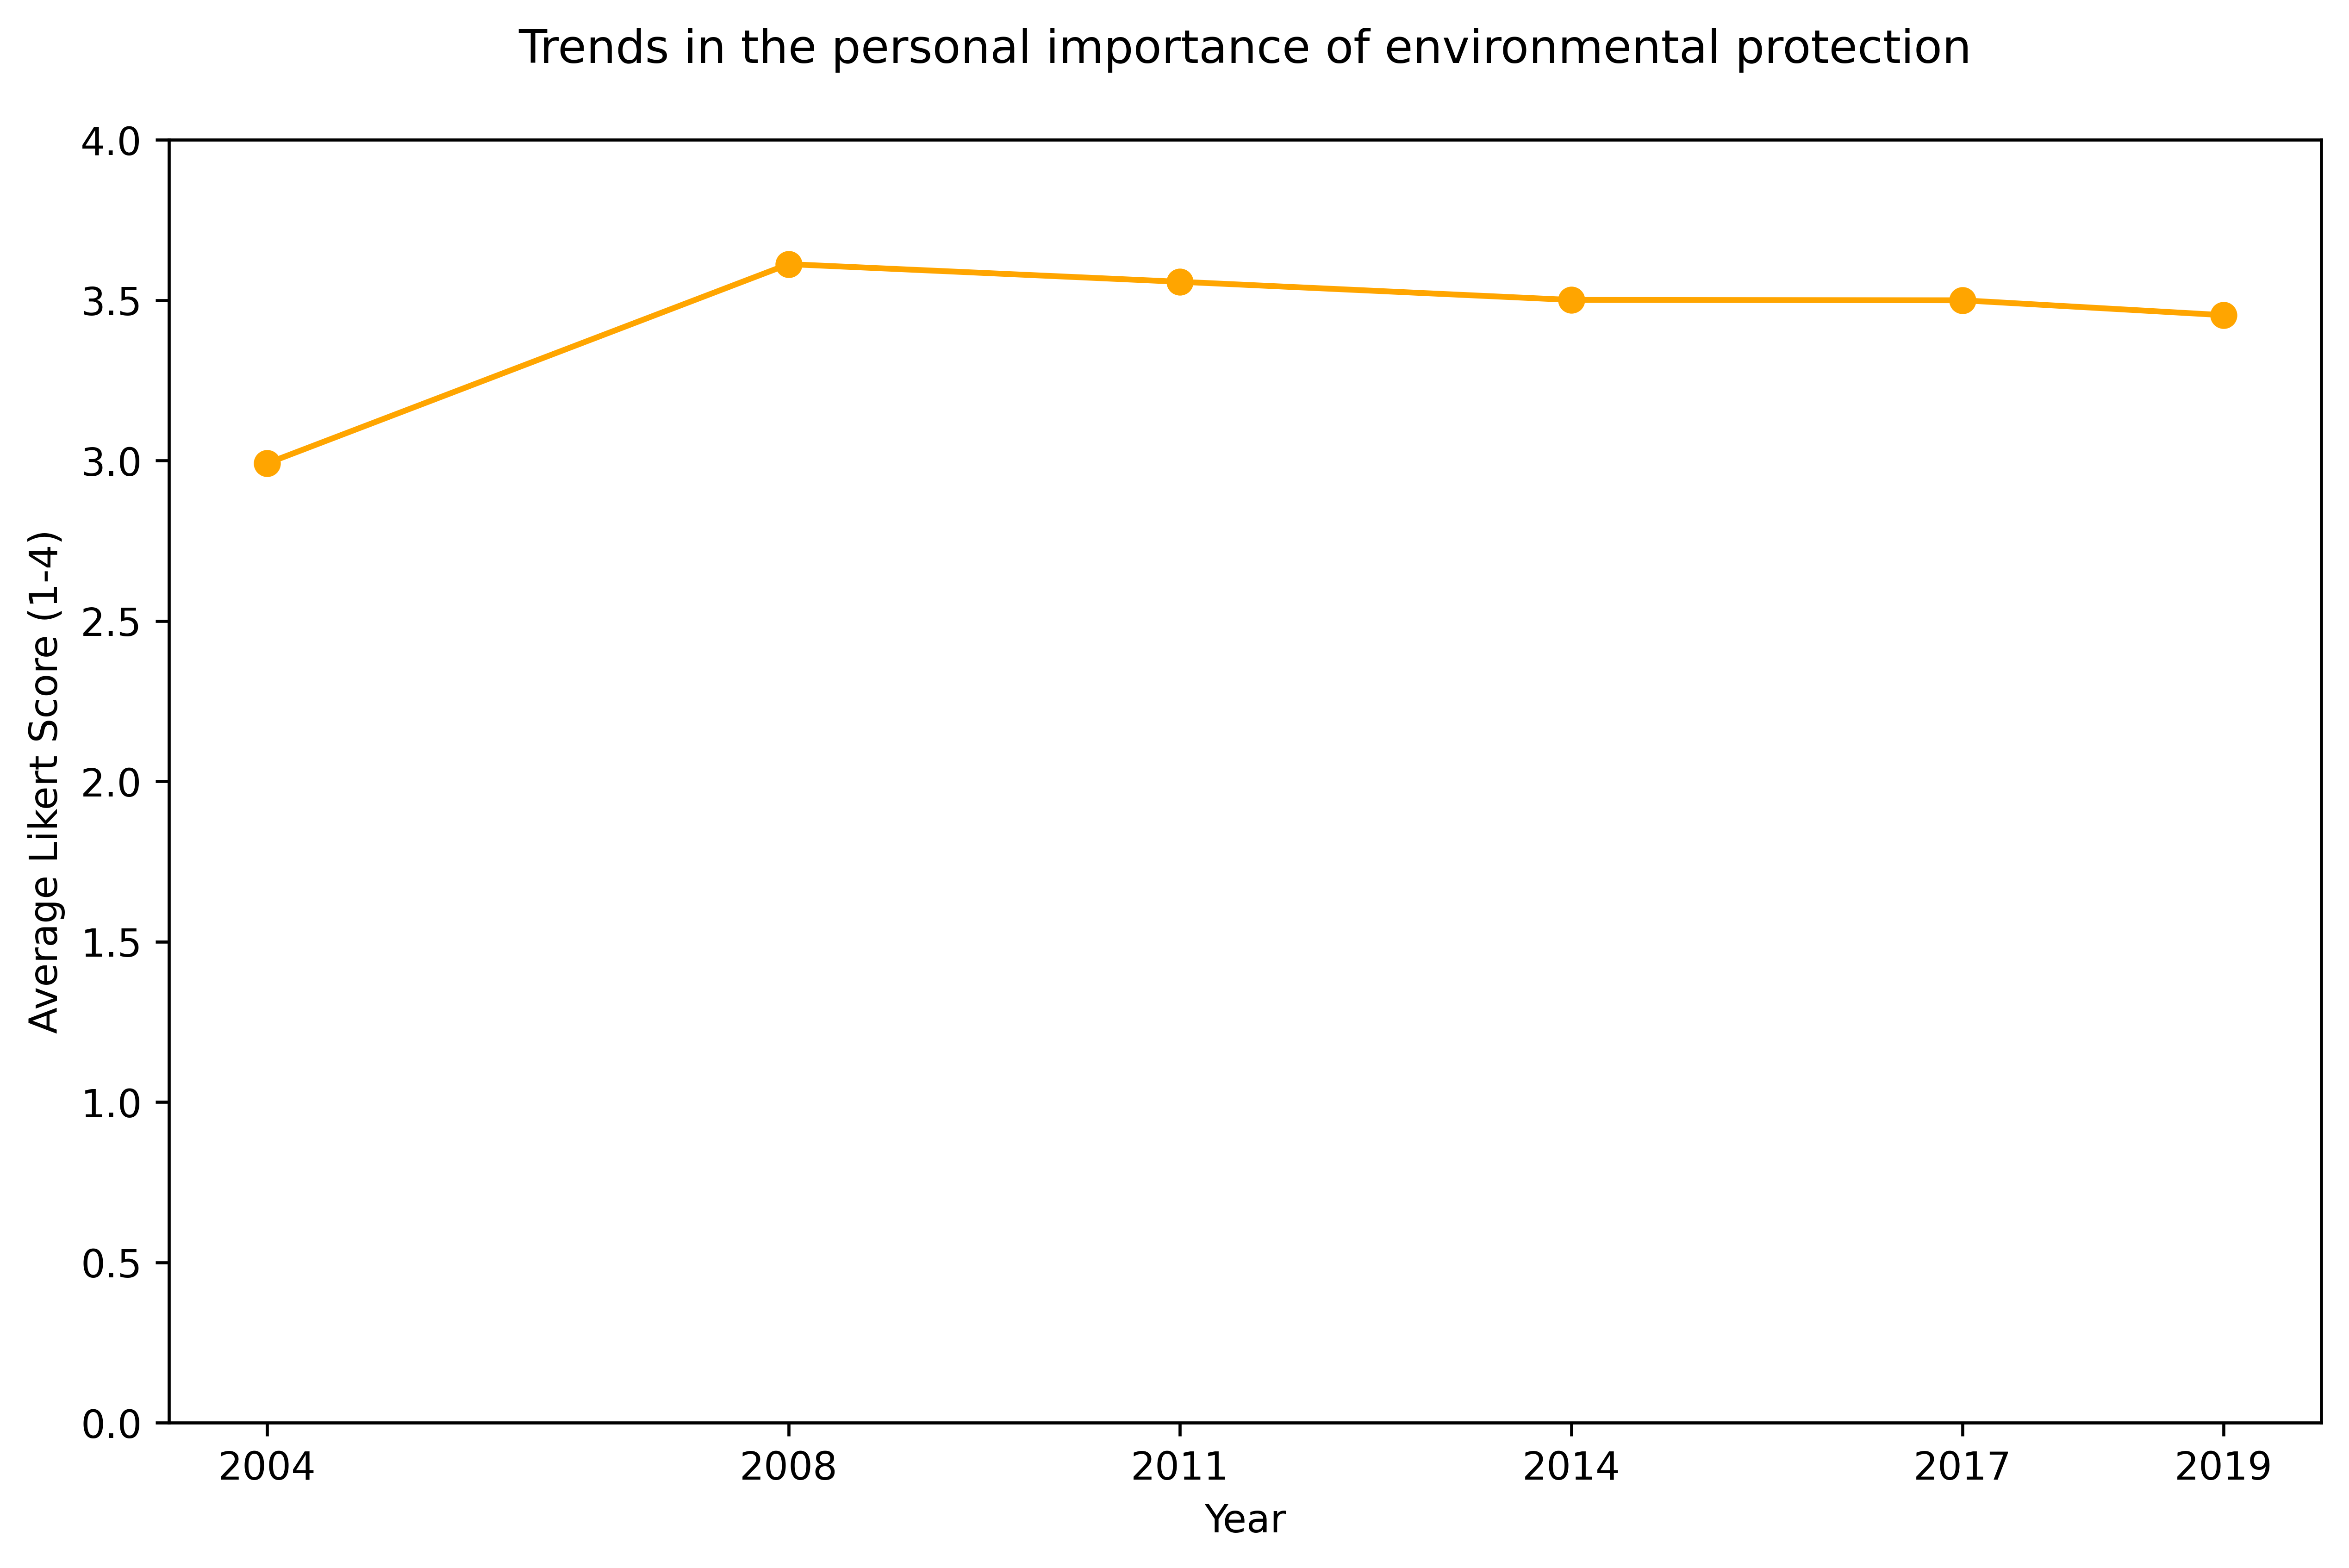 Trends in the personal importance of environmental protection
4.0
3.5
3.0
2.5
2.0
1.5
1.0
0.5
0.0
Average Likert Score (1-4)
2004 2008 2011 2014 2017 2019
Year